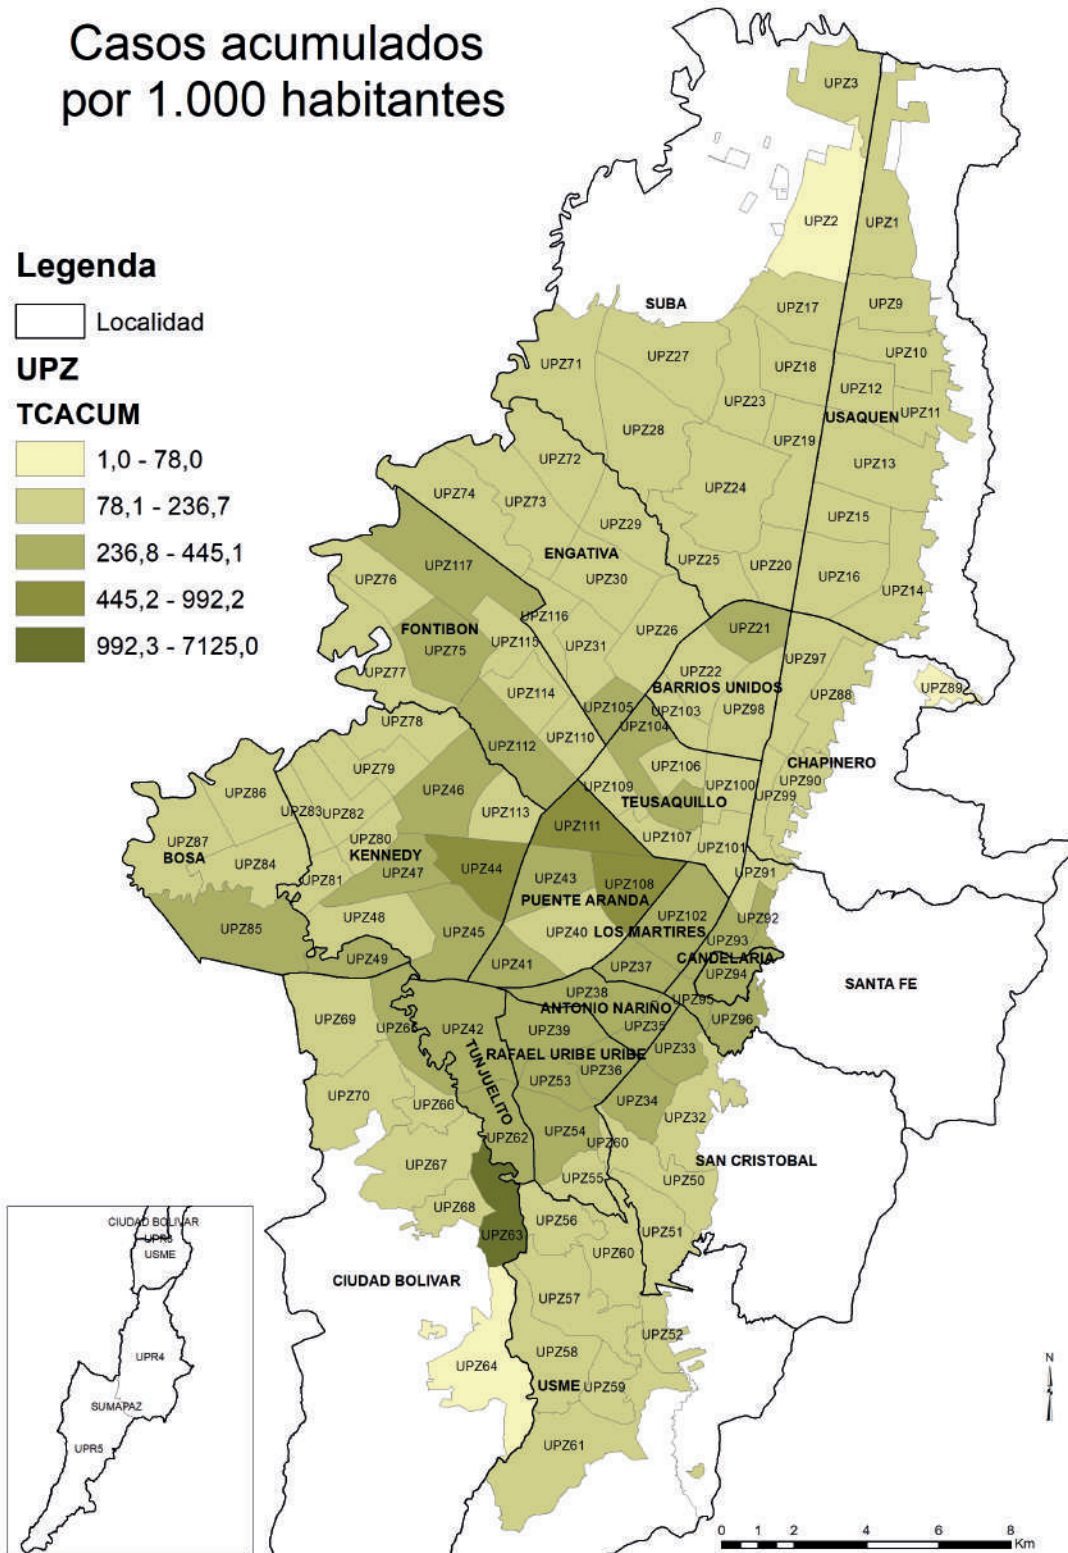 Casos acumulados
por 1.000 habitantes
Legenda
Localidad
UPZ
TCACUM
1,0 - 78,0
78,1 - 236,7
236,8 - 445,1
445,2 - 992,2
992,3 - 7125,0
UPZ3
UPZ2
UPZ1
SUBA
UPZ17
UPZ9
UPZ71
UPZ27
UPZ10
UPZ18
UPZ12
UPZ23
UPZ11
USAQUEN
UPZ28
UPZ19
UPZ72
UPZ13
UPZ74
UPZ73
UPZ24
UPZ15
UPZ29
ENGATIVA
UPZ117
UPZ25
UPZ20
UPZ76
UPZ30
UPZ16
UPZ14
UPZ116
FONTIBON
UPZ21
UPZ26
UPZ115
UPZ31
UPZ75
UPZ97
UPZ77
UPZ22
BARRIOS UNIDOS
UPZ89
UPZ114
UPZ88
UPZ105
UPZ103
UPZ98
UPZ78
UPZ104
UPZ110
UPZ112
CHAPINERO
UPZ79
UPZ106
UPZ90
UPZ109
UPZ100
UPZ46
UPZ86
UPZ99
TEUSAQUILLO
UPZ83
UPZ82
UPZ113
UPZ111
UPZ107
UPZ87
UPZ80
UPZ101
BOSA
KENNEDY
UPZ84
UPZ44
UPZ91
UPZ47
UPZ81
UPZ43
UPZ108
PUENTE ARANDA
UPZ48
UPZ102
UPZ92
UPZ85
UPZ45
UPZ40
LOS MARTIRES
UPZ93
CANDELARIA
UPZ49
UPZ41
UPZ37
UPZ94
SANTA FE
UPZ38
UPZ95
ANTONIO NARIÑO
UPZ69
UPZ96
UPZ42
UPZ39
UPZ35
TUNJUELITO
RAFAEL URIBE URIBE
UPZ33
UPZ36
UPZ53
UPZ70
UPZ66
UPZ34
UPZ32
UPZ62
UPZ54
UPZ60
SAN CRISTOBAL
UPZ67
UPZ55
UPZ50
UPZ68
UPZ56
UPZ51
UPZ63
UPZ60
CIUDAD BOLIVAR
UPZ57
UPZ52
UPZ58
UPZ64
USME
UPZ59
UPZ61
CIUDAD BOLIVAR
USME
UPR4
SUMAPAZ
UPR5
N
0 1 2 4 6 8
Km